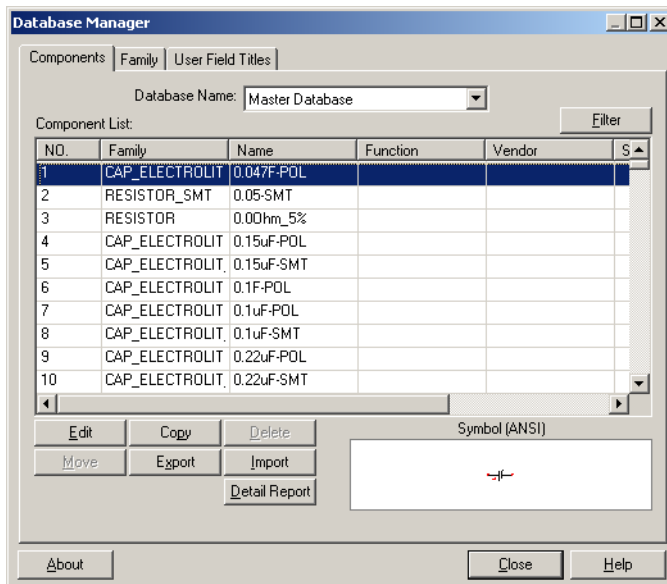 Database Manager
Components Family User Field Titles
Database Name: Master Database
Component List: Filter
NO. Family Name Function Vendor S
1 CAP_ELECTROLIT 0.047F-POL
2 RESISTOR_SMT 0.05-SMT
3 RESISTOR 0.0Ohm_5%
4 CAP_ELECTROLIT 0.15uF-POL
5 CAP_ELECTROLIT. 0.15uF-SMT
6 CAP_ELECTROLIT 0.1F-POL
7 CAP_ELECTROLIT 0.1uF-POL
8 CAP_ELECTROLIT. 0.1uF-SMT
9 CAP_ELECTROLIT 0.22uF-POL
10 CAP_ELECTROLIT. 0.22uF-SMT
Edit Copy Delete Symbol (ANSI)
Move Export Import
Detail Report
About Close Help